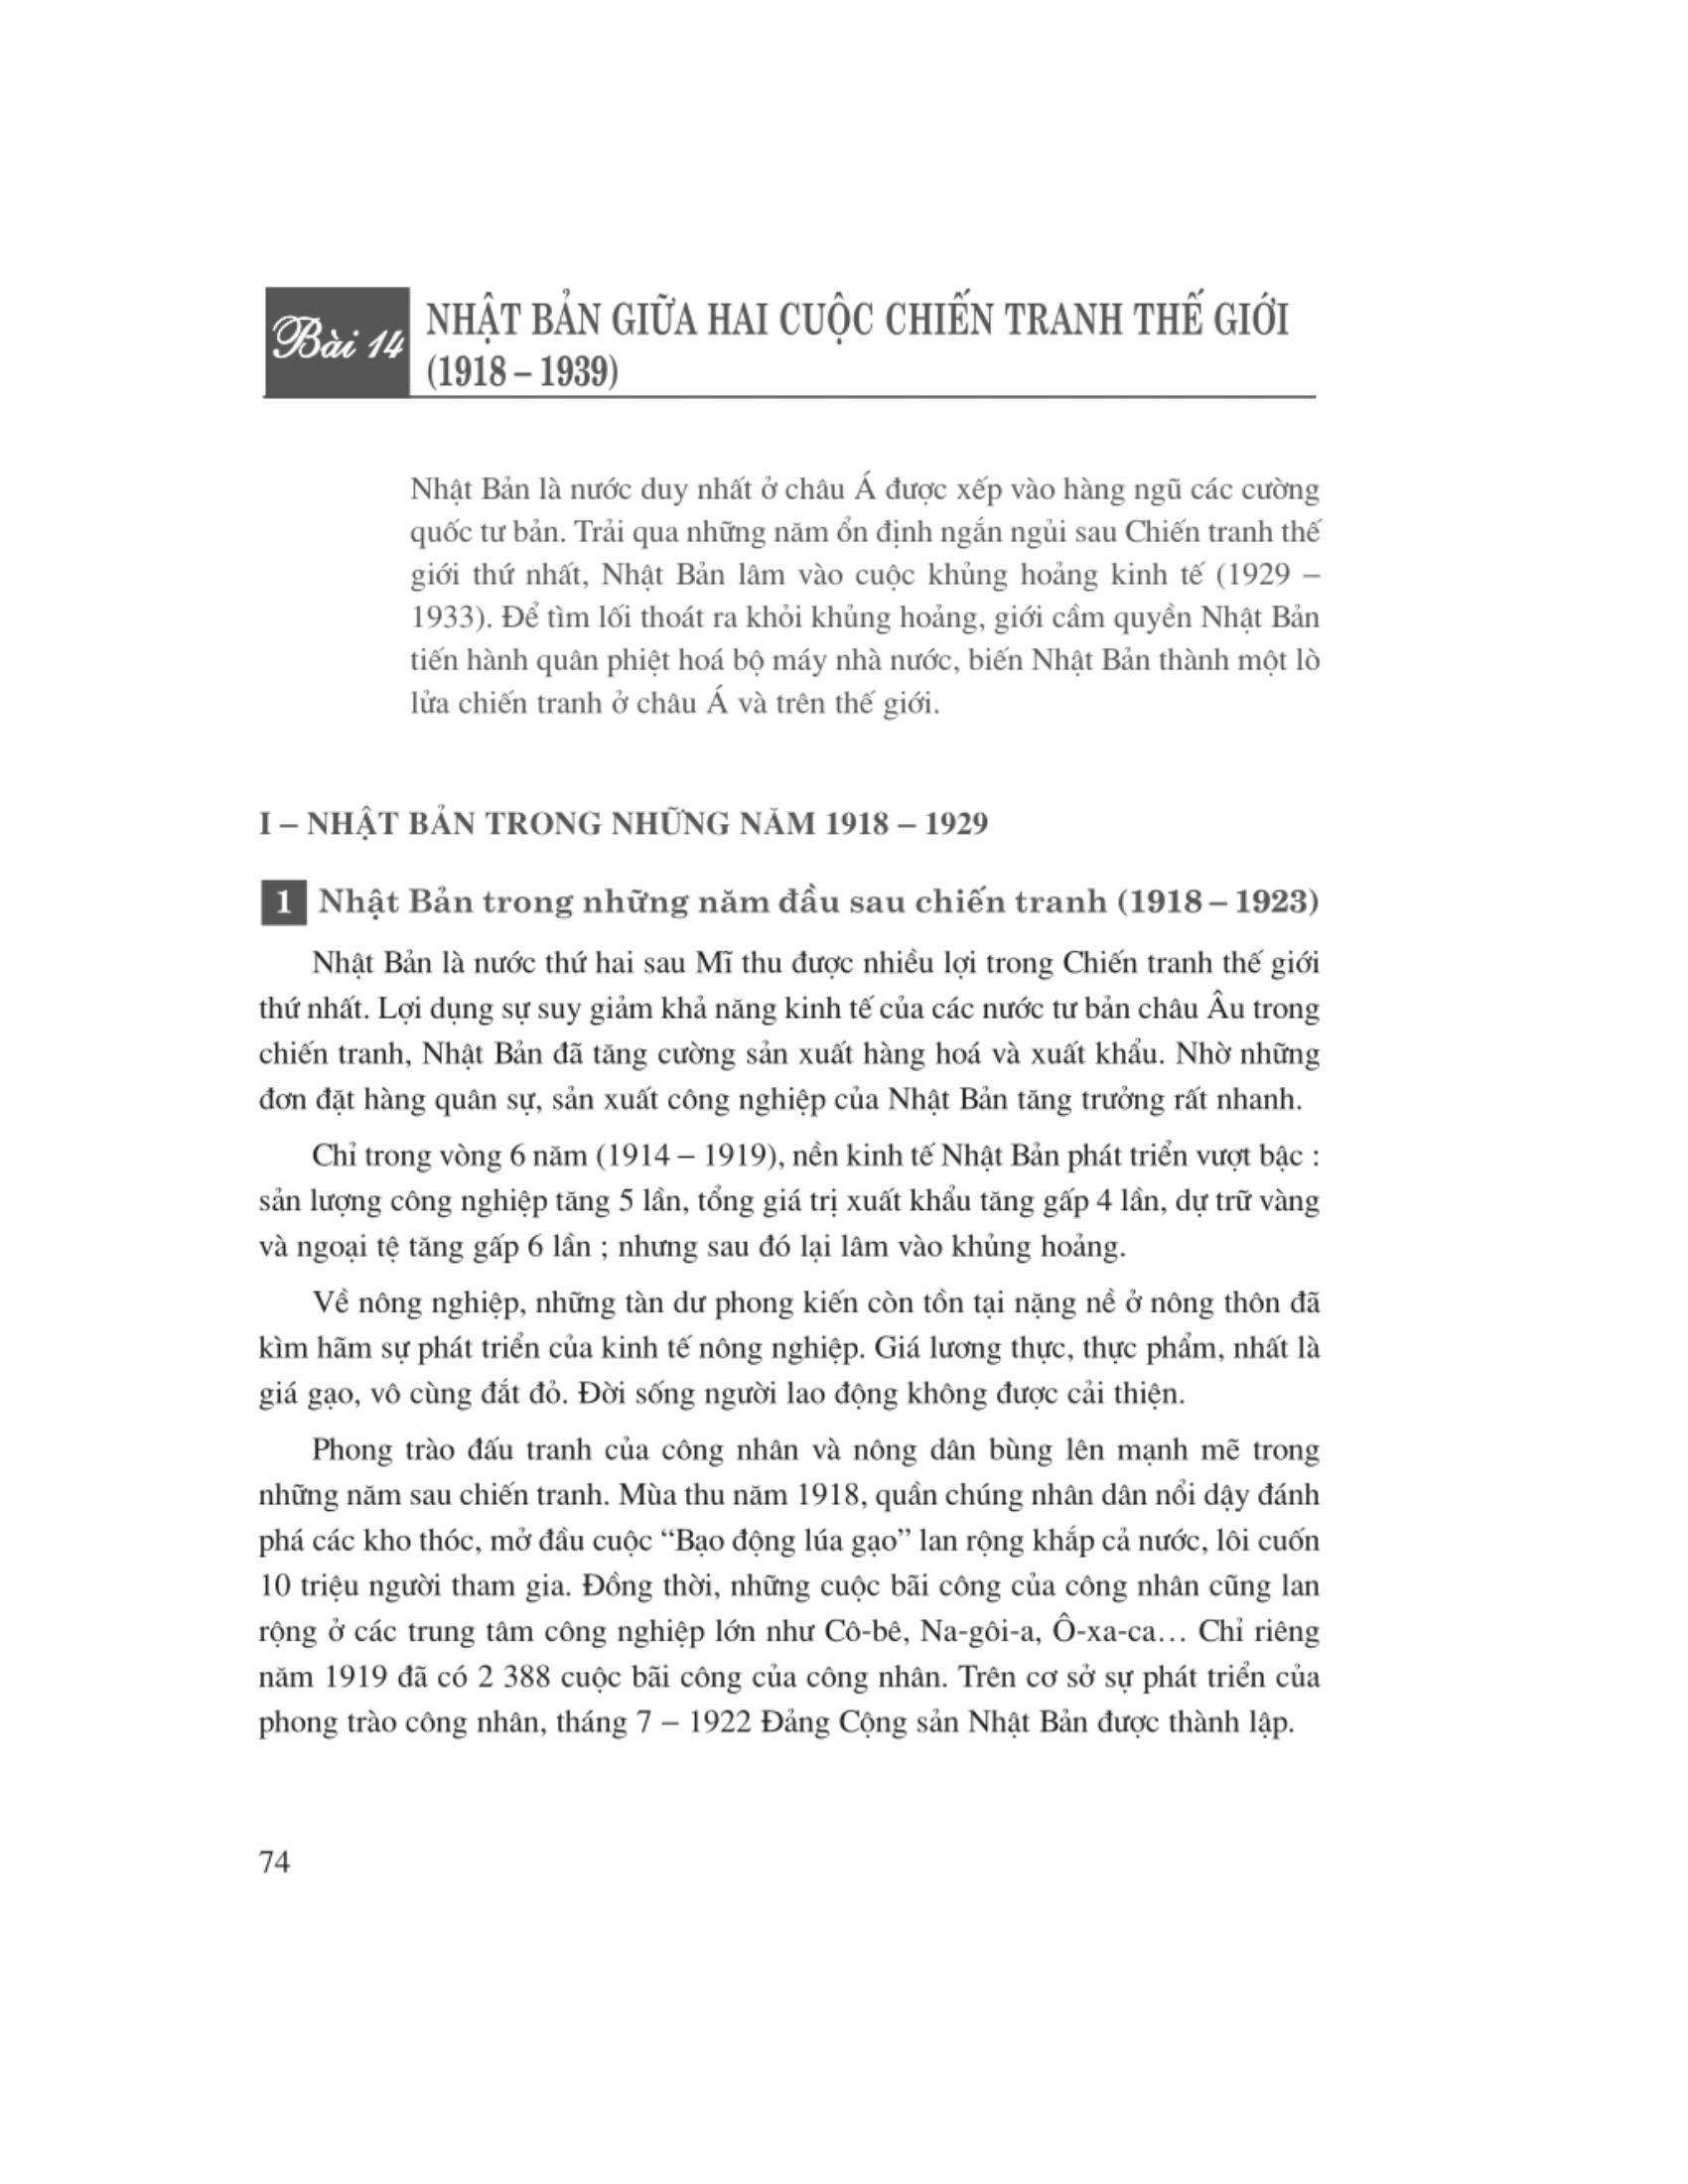 Bài 14
NHẬT BẢN GIỮA HAI CUỘC CHIẾN TRANH THẾ GIỚI
(1918 – 1939)
Nhật Bản là nước duy nhất ở châu Á được xếp vào hàng ngũ các cường
quốc tư bản. Trải qua những năm ổn định ngắn ngủi sau Chiến tranh thế
giới thứ nhất, Nhật Bản lâm vào cuộc khủng hoảng kinh tế (1929 –
1933). Để tìm lối thoát ra khỏi khủng hoảng, giới cầm quyền Nhật Bản
tiến hành quân phiệt hoá bộ máy nhà nước, biến Nhật Bản thành một lò
lửa chiến tranh ở châu Á và trên thế giới.
I – NHẬT BẢN TRONG NHỮNG NĂM 1918 – 1929
1 Nhật Bản trong những năm đầu sau chiến tranh (1918 – 1923)
Nhật Bản là nước thứ hai sau Mĩ thu được nhiều lợi trong Chiến tranh thế giới
thứ nhất. Lợi dụng sự suy giảm khả năng kinh tế của các nước tư bản châu Âu trong
chiến tranh, Nhật Bản đã tăng cường sản xuất hàng hoá và xuất khẩu. Nhờ những
đơn đặt hàng quân sự, sản xuất công nghiệp của Nhật Bản tăng trưởng rất nhanh.
Chỉ trong vòng 6 năm (1914 – 1919), nền kinh tế Nhật Bản phát triển vượt bậc :
sản lượng công nghiệp tăng 5 lần, tổng giá trị xuất khẩu tăng gấp 4 lần, dự trữ vàng
và ngoại tệ tăng gấp 6 lần ; nhưng sau đó lại lâm vào khủng hoảng.
Về nông nghiệp, những tàn dư phong kiến còn tồn tại nặng nề ở nông thôn đã
kìm hãm sự phát triển của kinh tế nông nghiệp. Giá lương thực, thực phẩm, nhất là
giá gạo, vô cùng đắt đỏ. Đời sống người lao động không được cải thiện.
Phong trào đấu tranh của công nhân và nông dân bùng lên mạnh mẽ trong
những năm sau chiến tranh. Mùa thu năm 1918, quần chúng nhân dân nổi dậy đánh
phá các kho thóc, mở đầu cuộc “Bạo động lúa gạo” lan rộng khắp cả nước, lôi cuốn
10 triệu người tham gia. Đồng thời, những cuộc bãi công của công nhân cũng lan
rộng ở các trung tâm công nghiệp lớn như Cô-bê, Na-gôi-a, Ô-xa-ca… Chỉ riêng
năm 1919 đã có 2 388 cuộc bãi công của công nhân. Trên cơ sở sự phát triển của
phong trào công nhân, tháng 7 – 1922 Đảng Cộng sản Nhật Bản được thành lập.
74